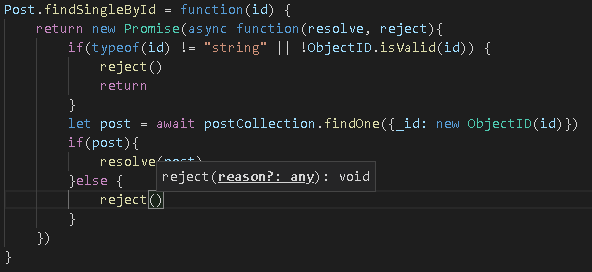 Post.findSingleById = function(id) {
    return new Promise(async function(resolve, reject){
        if(typeof(id) != "string" || !ObjectID.isValid(id)) {
            reject()
            return
        }
        let post = await postCollection.findOne({_id: new ObjectID(id)})
        if(post){
            resolve(post)
reject(reason?: any): void
        }else {
            reject()
        }
    })
}